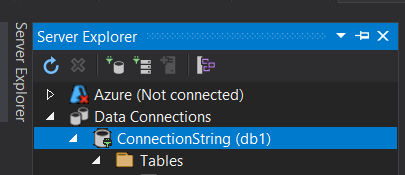 Server Explorer
Server Explorer
Azure (Not connected)
Data Connections
ConnectionString (db1)
Tables